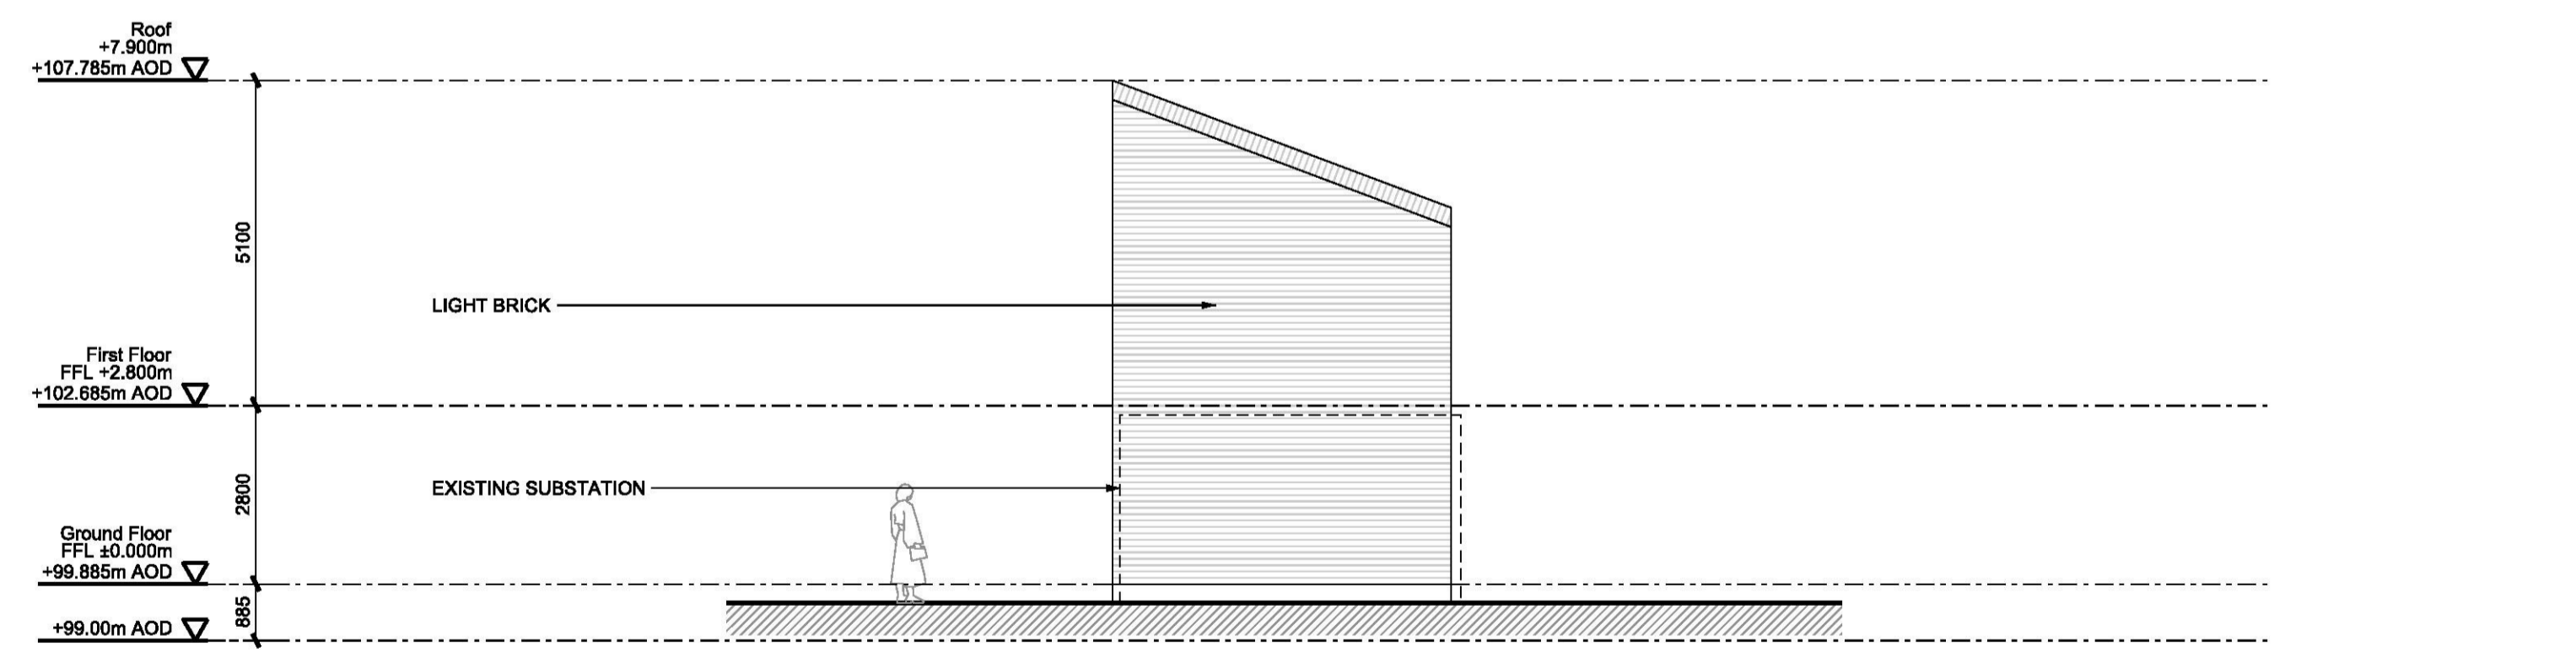 Roof
+7.900m
+107.785m AOD
5100
LIGHT BRICK
First Floor
FFL +2.800m
+102.685m AOD
2800
EXISTING SUBSTATION
Ground Floor
FFL ±0.000m
+99.885m AOD
885
+99.00m AOD